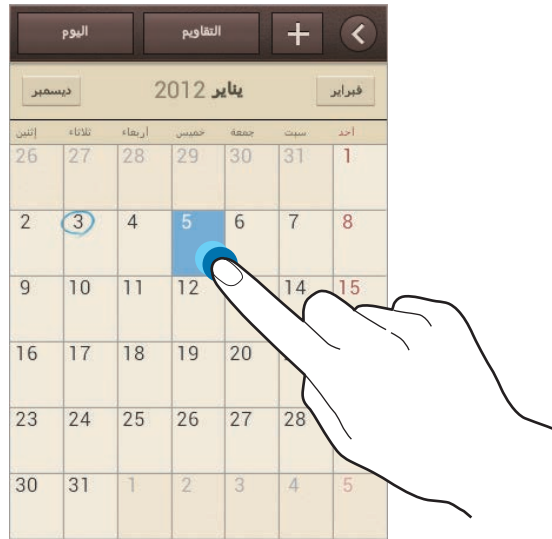 اليوم التقاويم +
ديسمبر يناير 2012 فبراير
إثنين ثلاثاء أربعاء خميس جمعة سبت أحد
26 27 28 29 30 31 1
2 3 4 5 6 7 8
9 10 11 12 14 15
16 17 18 19 20
23 24 25 26 27 28
30 31 1 2 3 4 5